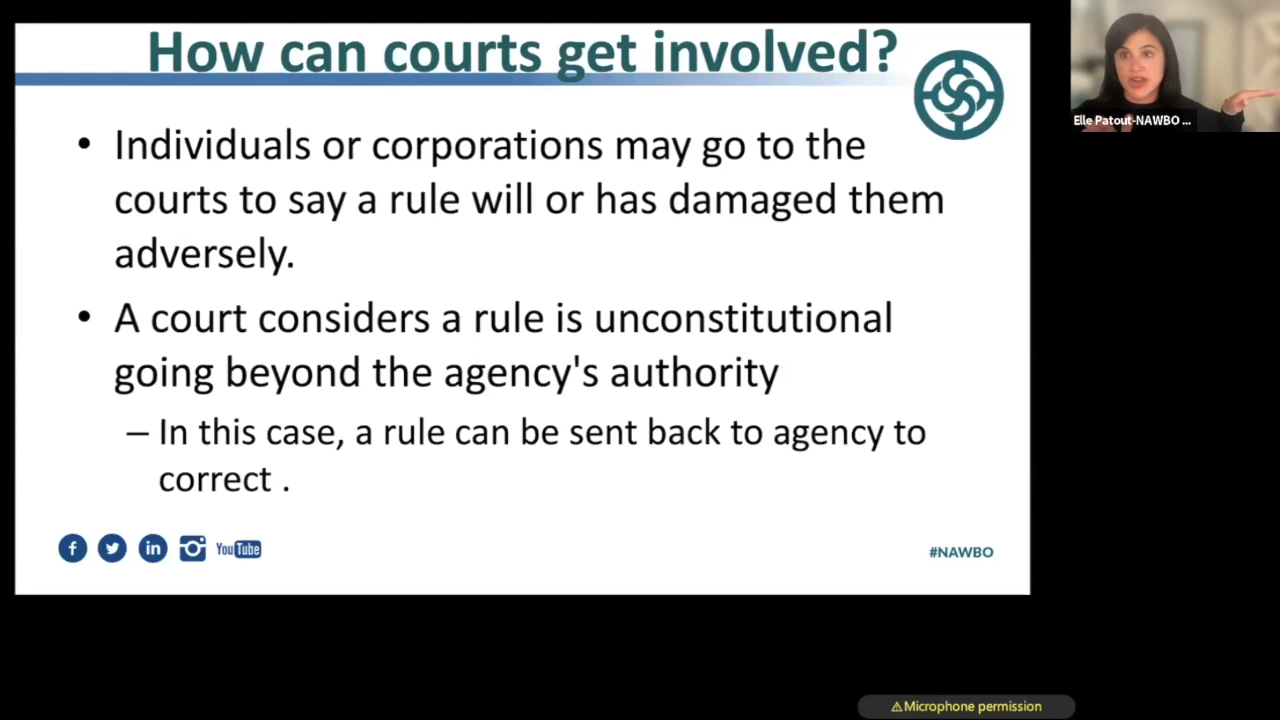 How can courts get involved?
• Individuals or corporations may go to the
courts to say a rule will or has damaged them
adversely.
• A court considers a rule is unconstitutional
going beyond the agency's authority
– In this case, a rule can be sent back to agency to
correct .
f
in
YouTube
#NAWBO
Elle Patout-NAWBO ...
⚠Microphone permission